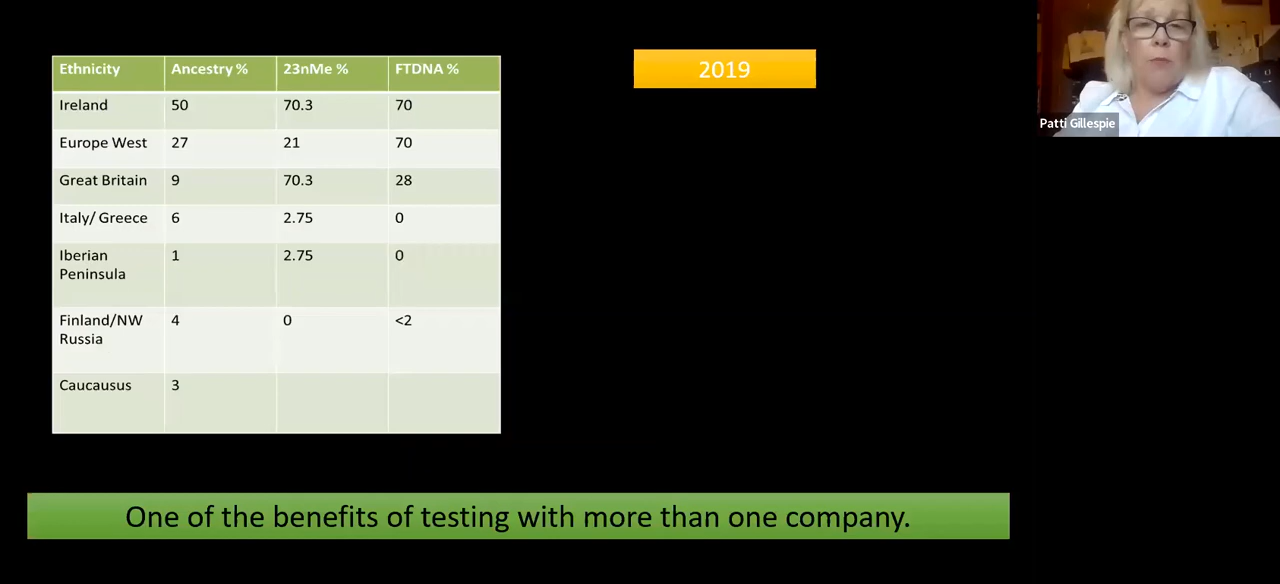 Ethnicity Ancestry % 23nMe % FTDNA %
Ireland 50 70.3 70
Europe West 27 21 70
Great Britain 9 70.3 28
Italy/ Greece 6 2.75 0
Iberian Peninsula 1 2.75 0
Finland/NW Russia 4 0 <2
Caucausus 3
2019
Patti Gillespie
One of the benefits of testing with more than one company.